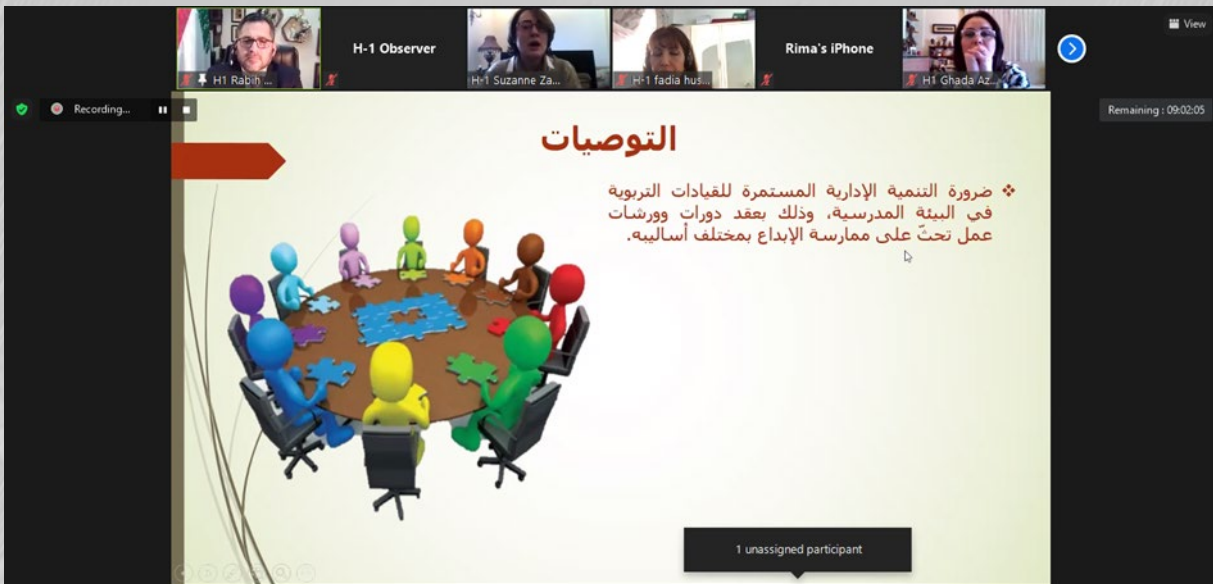 H1 Rabih ...
H-1 Observer
H-1 Suzanne Za...
H-1 fadia hus...
Rima's iPhone
H1 Ghada Az...
View
Recording...
Remaining : 09:02:05
التوصيات
❖ ضرورة التنمية الإدارية المستمرة للقيادات التربوية
في البيئة المدرسية، وذلك بعقد دورات وورشات
عمل تحثّ على ممارسة الإبداع بمختلف أساليبه.
1 unassigned participant